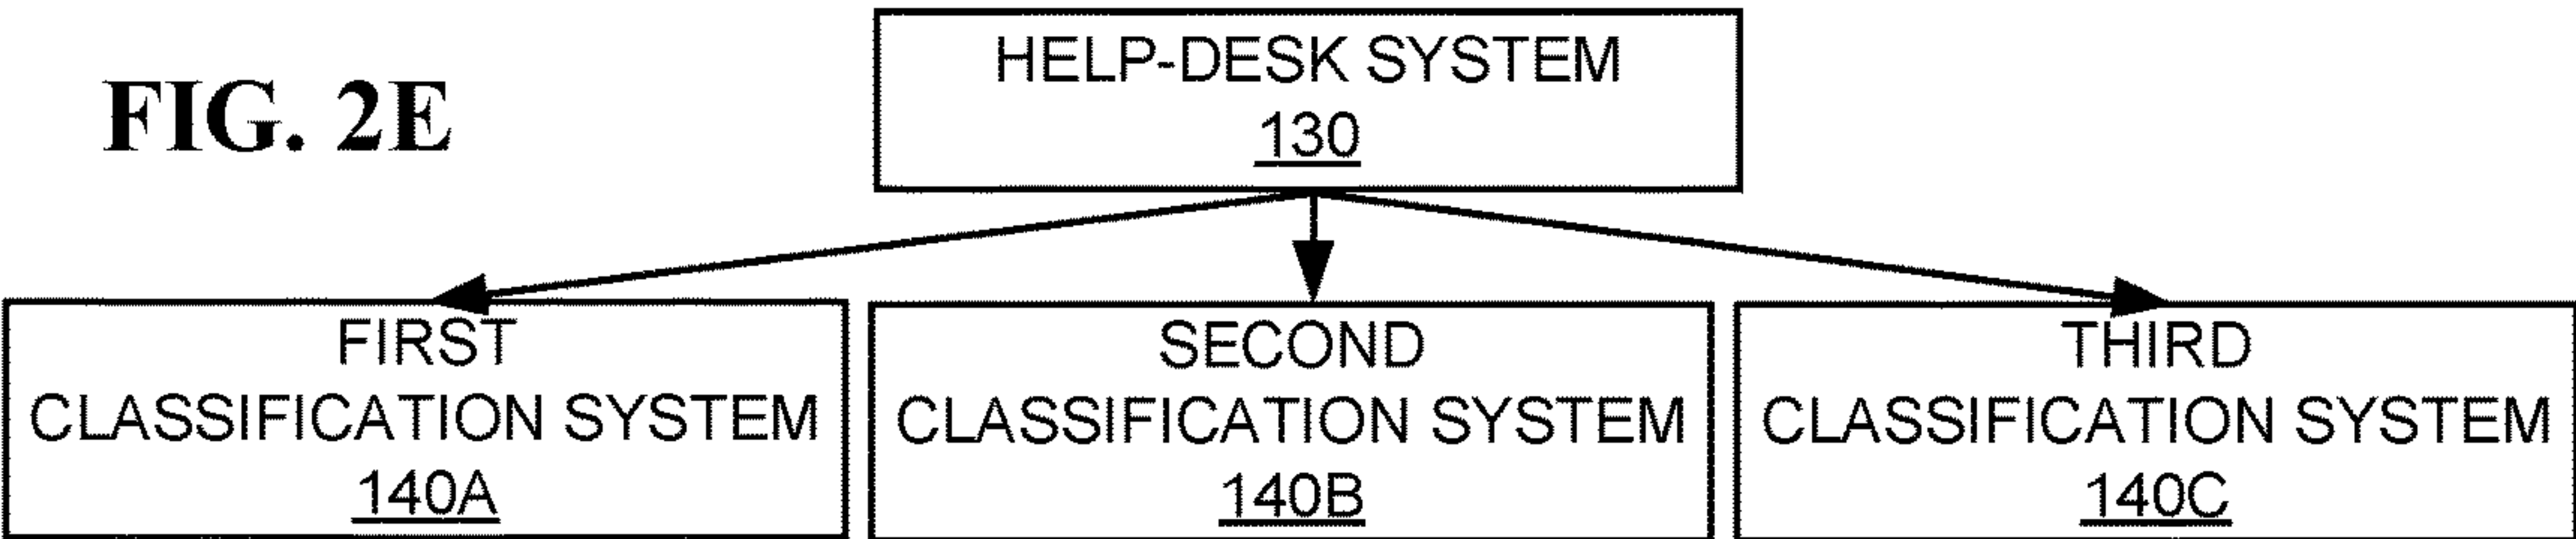 FIG. 2E
HELP-DESK SYSTEM
130
FIRST
CLASSIFICATION SYSTEM
140A
SECOND
CLASSIFICATION SYSTEM
140B
THIRD
CLASSIFICATION SYSTEM
140C